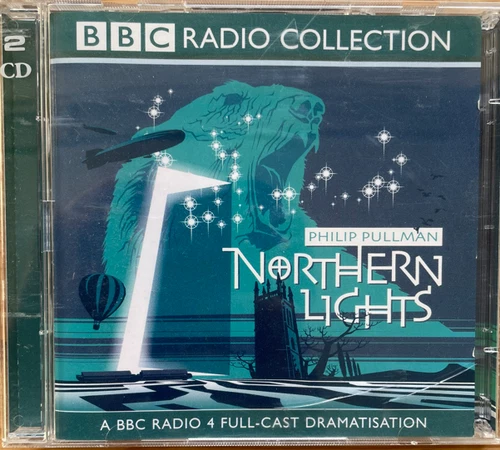 2
CD
BBC RADIO COLLECTION
PHILIP PULLMAN
NORTHERN
LIGHTS
A BBC RADIO 4 FULL-CAST DRAMATISATION